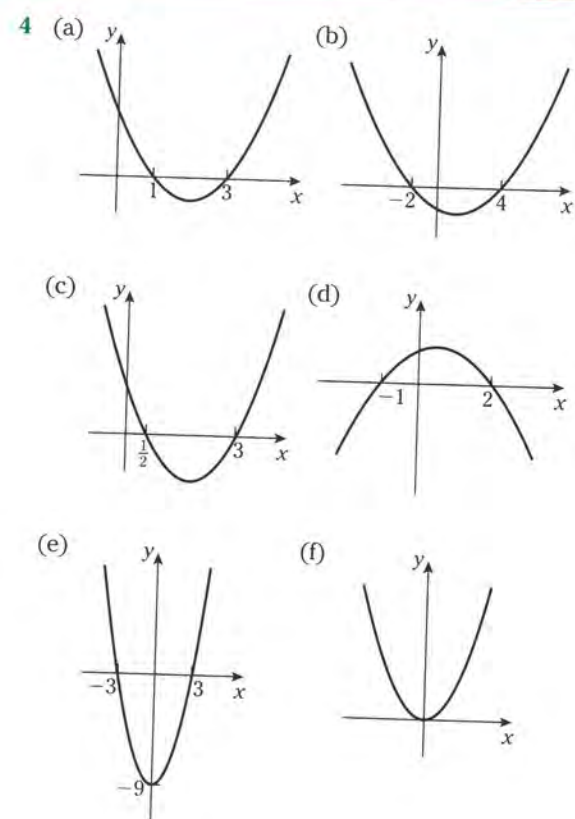 4 (a) y
1 3 x
(b) y
−2 4 x
(c) y
1/2 3 x
(d) y
−1 2 x
(e) y
−3 3 x
−9
(f) y
x